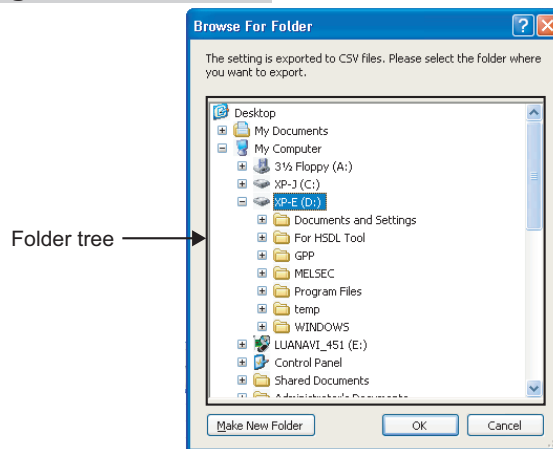 Browse For Folder
The setting is exported to CSV files. Please select the folder where
you want to export.
Desktop
My Documents
My Computer
3½ Floppy (A:)
XP-J (C:)
XP-E (D:)
Documents and Settings
For HSDL Tool
GPP
MELSEC
Program Files
temp
WINDOWS
LUANAVI_451 (E:)
Control Panel
Shared Documents
Administrator's Documents
Folder tree
Make New Folder
OK
Cancel